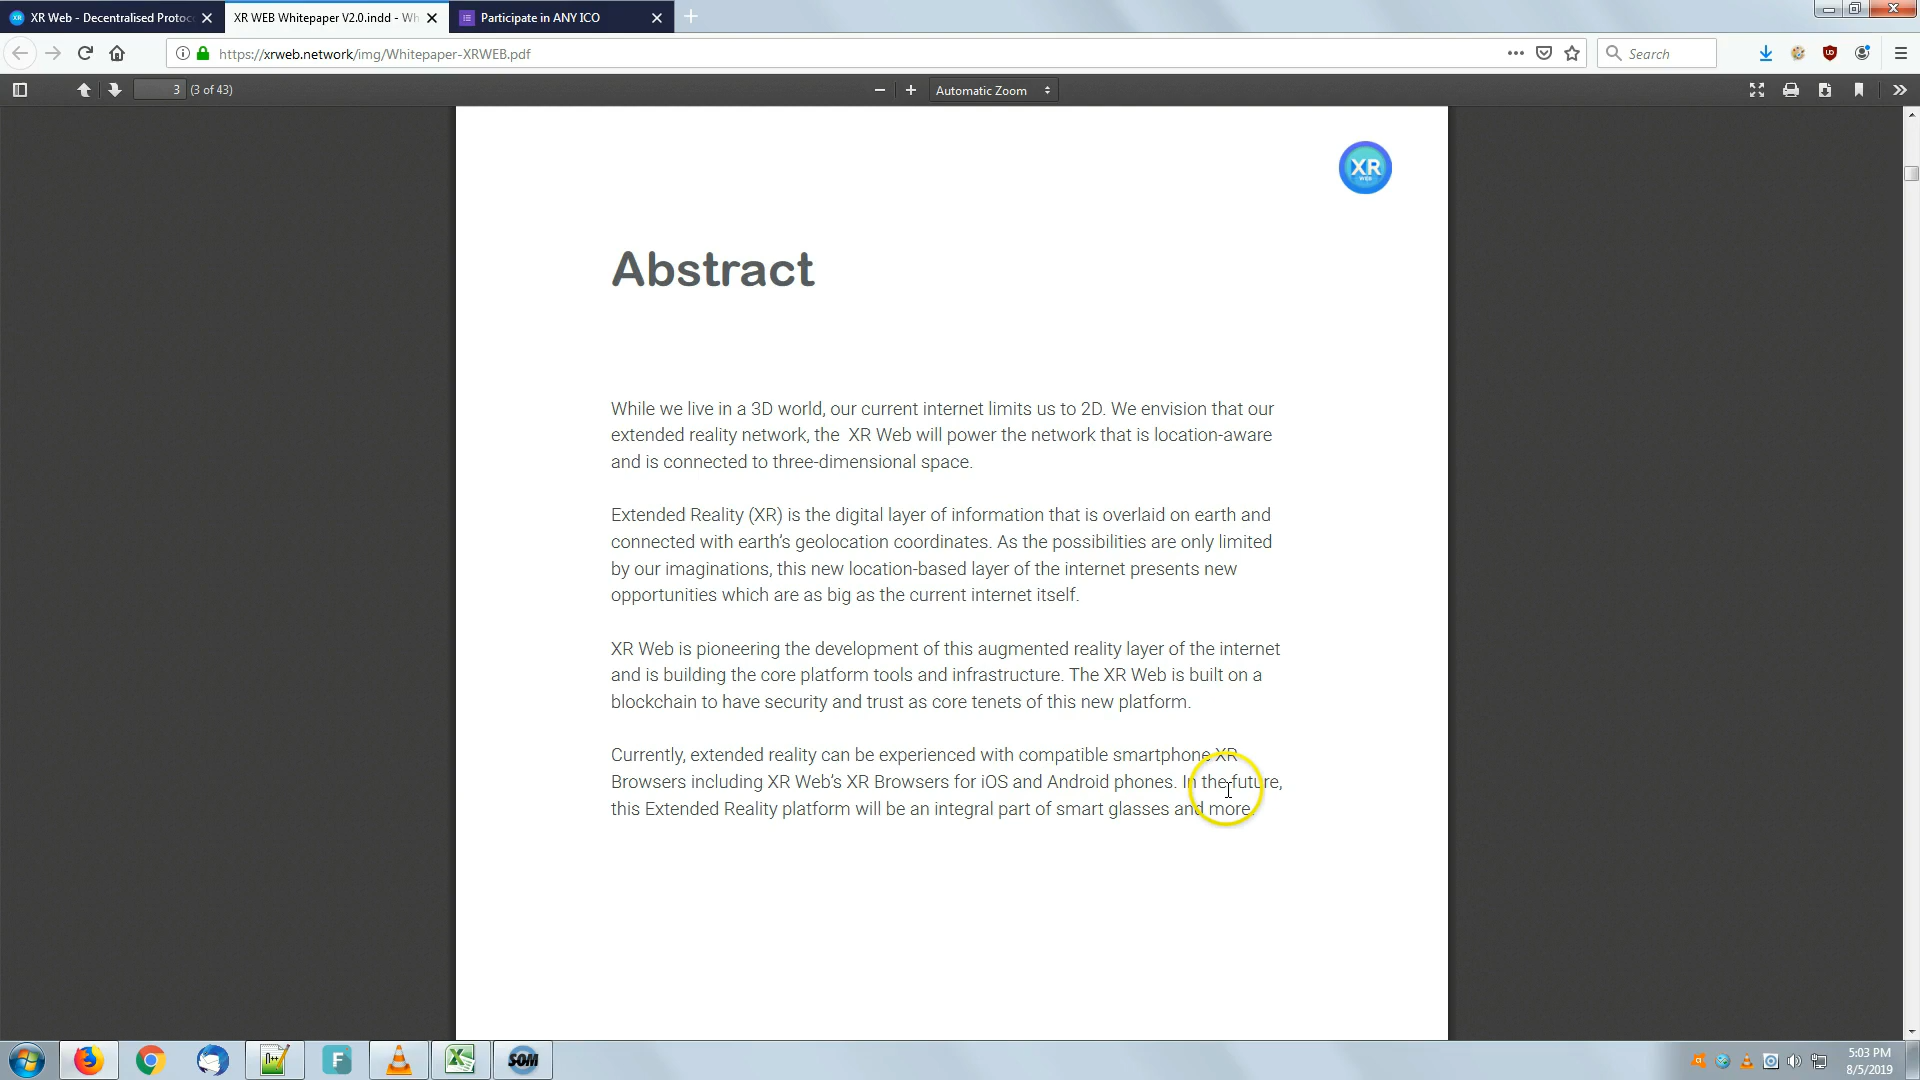 XR Web - Decentralised Protoc
XR WEB Whitepaper V2.0.indd - Wh
Participate in ANY ICO
https://xrweb.network/img/Whitepaper-XRWEB.pdf
Search
3 (3 of 43)
Automatic Zoom
XR
WEB
Abstract
While we live in a 3D world, our current internet limits us to 2D. We envision that our
extended reality network, the XR Web will power the network that is location-aware
and is connected to three-dimensional space.
Extended Reality (XR) is the digital layer of information that is overlaid on earth and
connected with earth's geolocation coordinates. As the possibilities are only limited
by our imaginations, this new location-based layer of the internet presents new
opportunities which are as big as the current internet itself.
XR Web is pioneering the development of this augmented reality layer of the internet
and is building the core platform tools and infrastructure. The XR Web is built on a
blockchain to have security and trust as core tenets of this new platform.
Currently, extended reality can be experienced with compatible smartphone XR
Browsers including XR Web's XR Browsers for iOS and Android phones. In the future,
this Extended Reality platform will be an integral part of smart glasses and more.
F
SOM
5:03 PM
8/5/2019